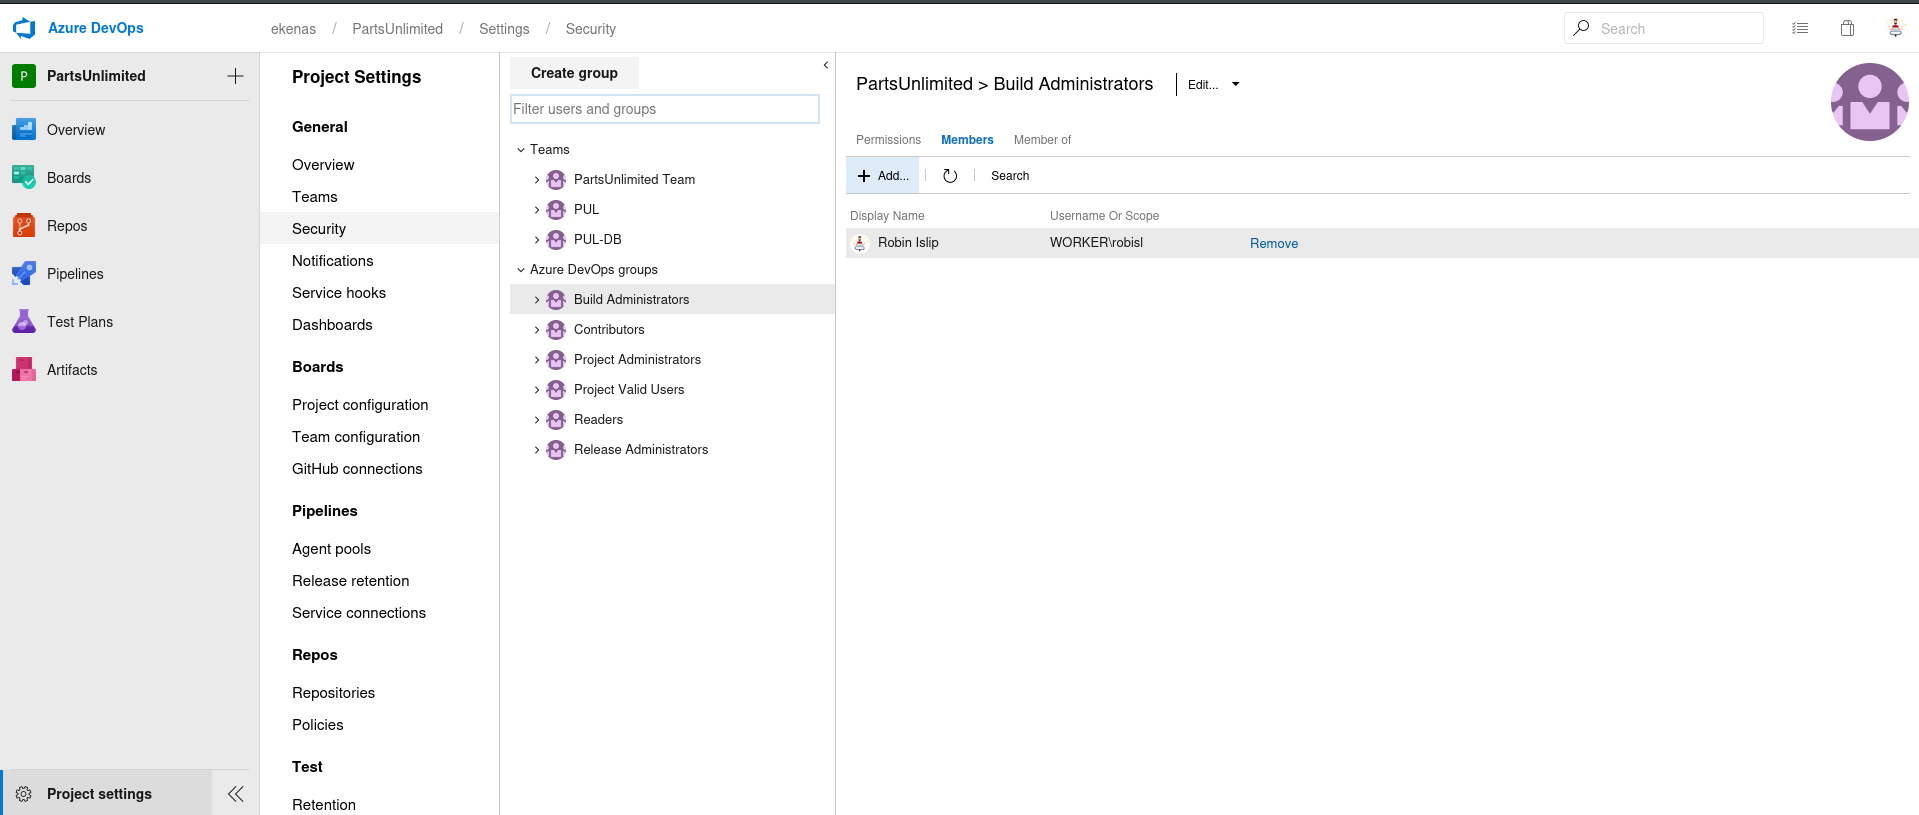 Azure DevOps
ekenas / PartsUnlimited / Settings / Security
Search
P PartsUnlimited
Overview
Boards
Repos
Pipelines
Test Plans
Artifacts
Project settings
Project Settings
General
Overview
Teams
Security
Notifications
Service hooks
Dashboards
Boards
Project configuration
Team configuration
GitHub connections
Pipelines
Agent pools
Release retention
Service connections
Repos
Repositories
Policies
Test
Retention
Create group
Filter users and groups
Teams
PartsUnlimited Team
PUL
PUL-DB
Azure DevOps groups
Build Administrators
Contributors
Project Administrators
Project Valid Users
Readers
Release Administrators
PartsUnlimited > Build Administrators | Edit...
Permissions Members Member of
Add... Search
Display Name Username Or Scope
Robin Islip WORKER\robisl Remove